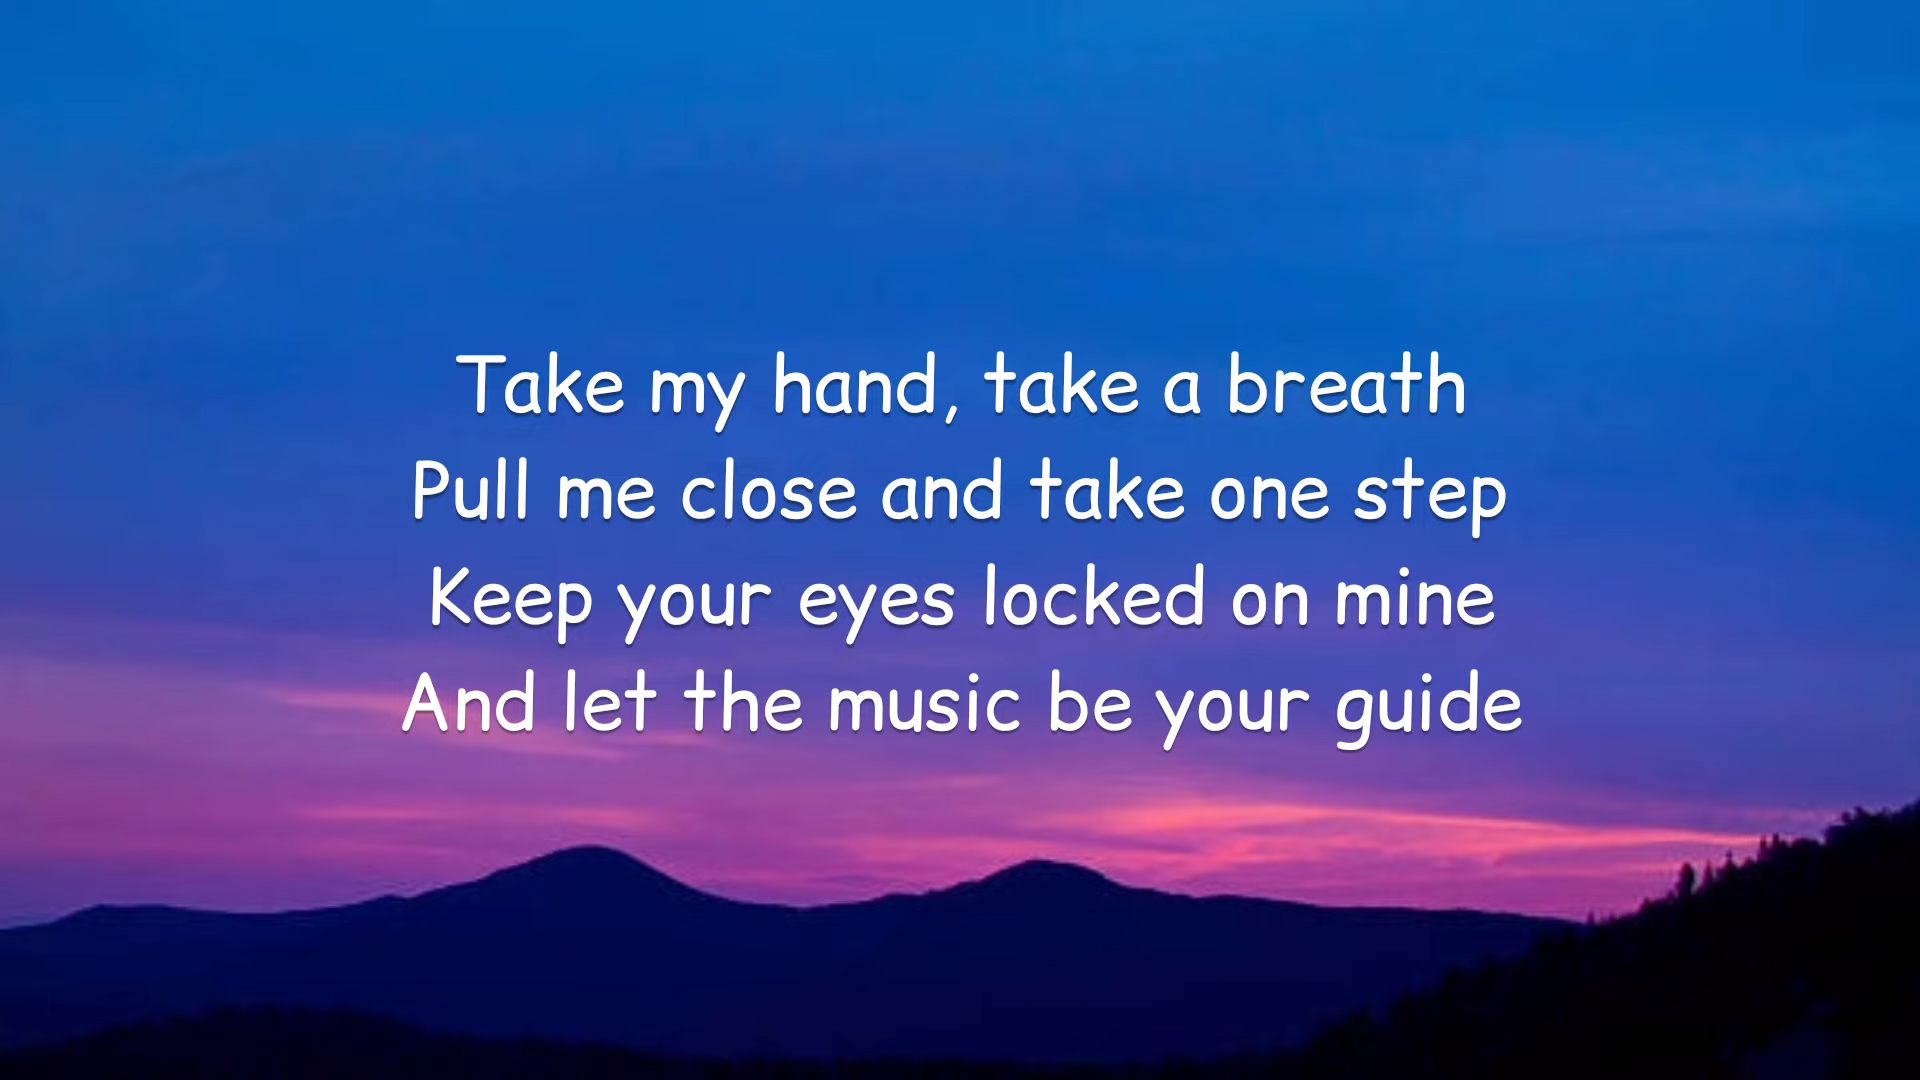 Take my hand, take a breath
Pull me close and take one step
Keep your eyes locked on mine
And let the music be your guide